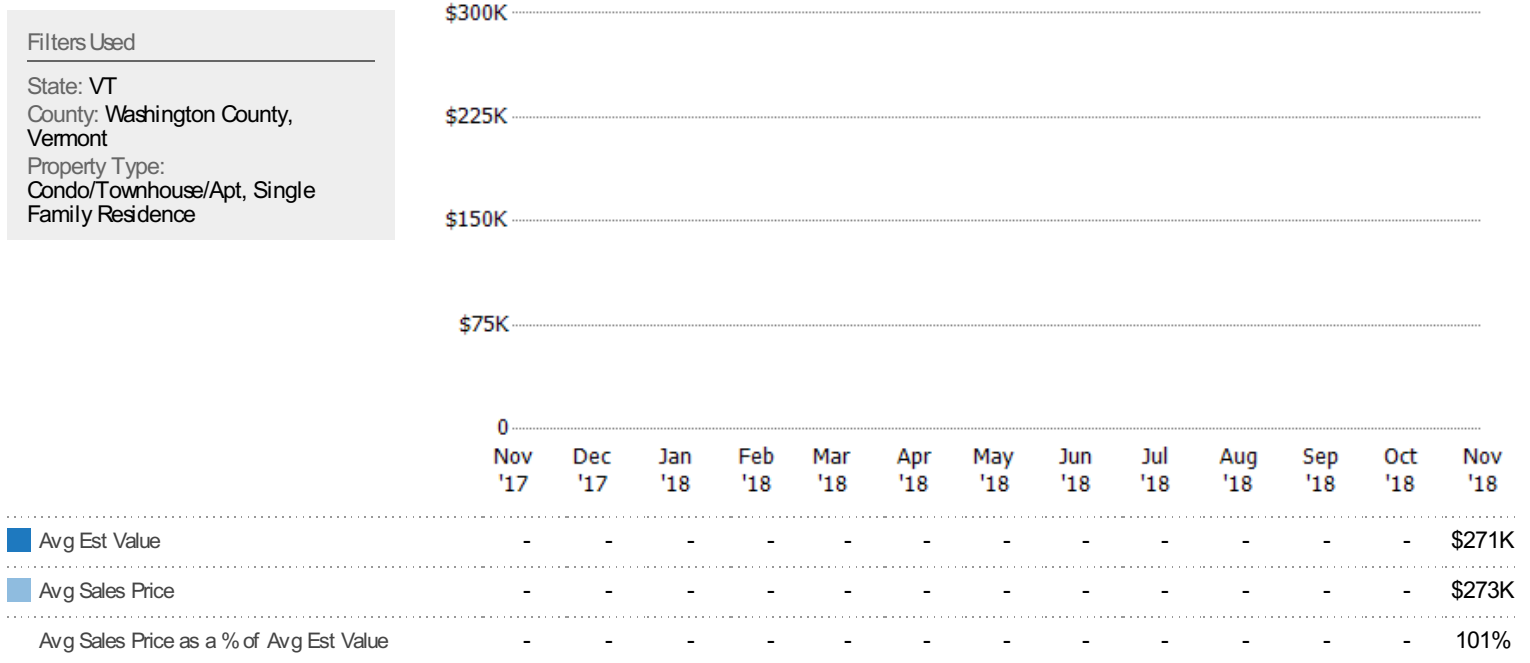 Filters Used
State: VT
County: Washington County,
Vermont
Property Type:
Condo/Townhouse/Apt, Single
Family Residence
$300K
$225K
$150K
$75K
0
Nov Dec Jan Feb Mar Apr May Jun Jul Aug Sep Oct Nov
'17 '17 '18 '18 '18 '18 '18 '18 '18 '18 '18 '18 '18
Avg Est Value - - - - - - - - - - - - $271K
Avg Sales Price - - - - - - - - - - - - $273K
Avg Sales Price as a % of Avg Est Value - - - - - - - - - - - - 101%